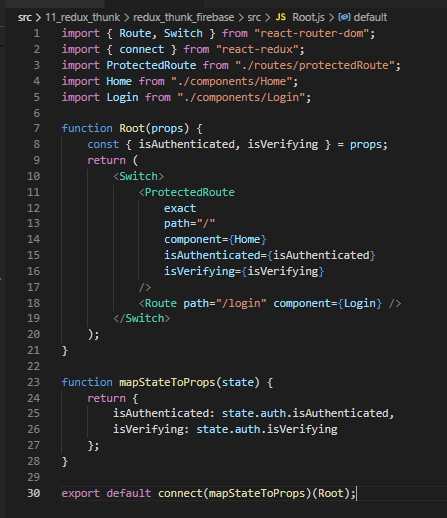 src > 11_redux_thunk > redux_thunk_firebase > src > JS Root.js > default
1 import { Route, Switch } from "react-router-dom";
2 import { connect } from "react-redux";
3 import ProtectedRoute from "./routes/protectedRoute";
4 import Home from "./components/Home";
5 import Login from "./components/Login";
6
7 function Root(props) {
8     const { isAuthenticated, isVerifying } = props;
9     return (
10         <Switch>
11             <ProtectedRoute
12                 exact
13                 path="/"
14                 component={Home}
15                 isAuthenticated={isAuthenticated}
16                 isVerifying={isVerifying}
17             />
18             <Route path="/login" component={Login} />
19         </Switch>
20     );
21 }
22
23 function mapStateToProps(state) {
24     return {
25         isAuthenticated: state.auth.isAuthenticated,
26         isVerifying: state.auth.isVerifying
27     };
28 }
29
30 export default connect(mapStateToProps)(Root);